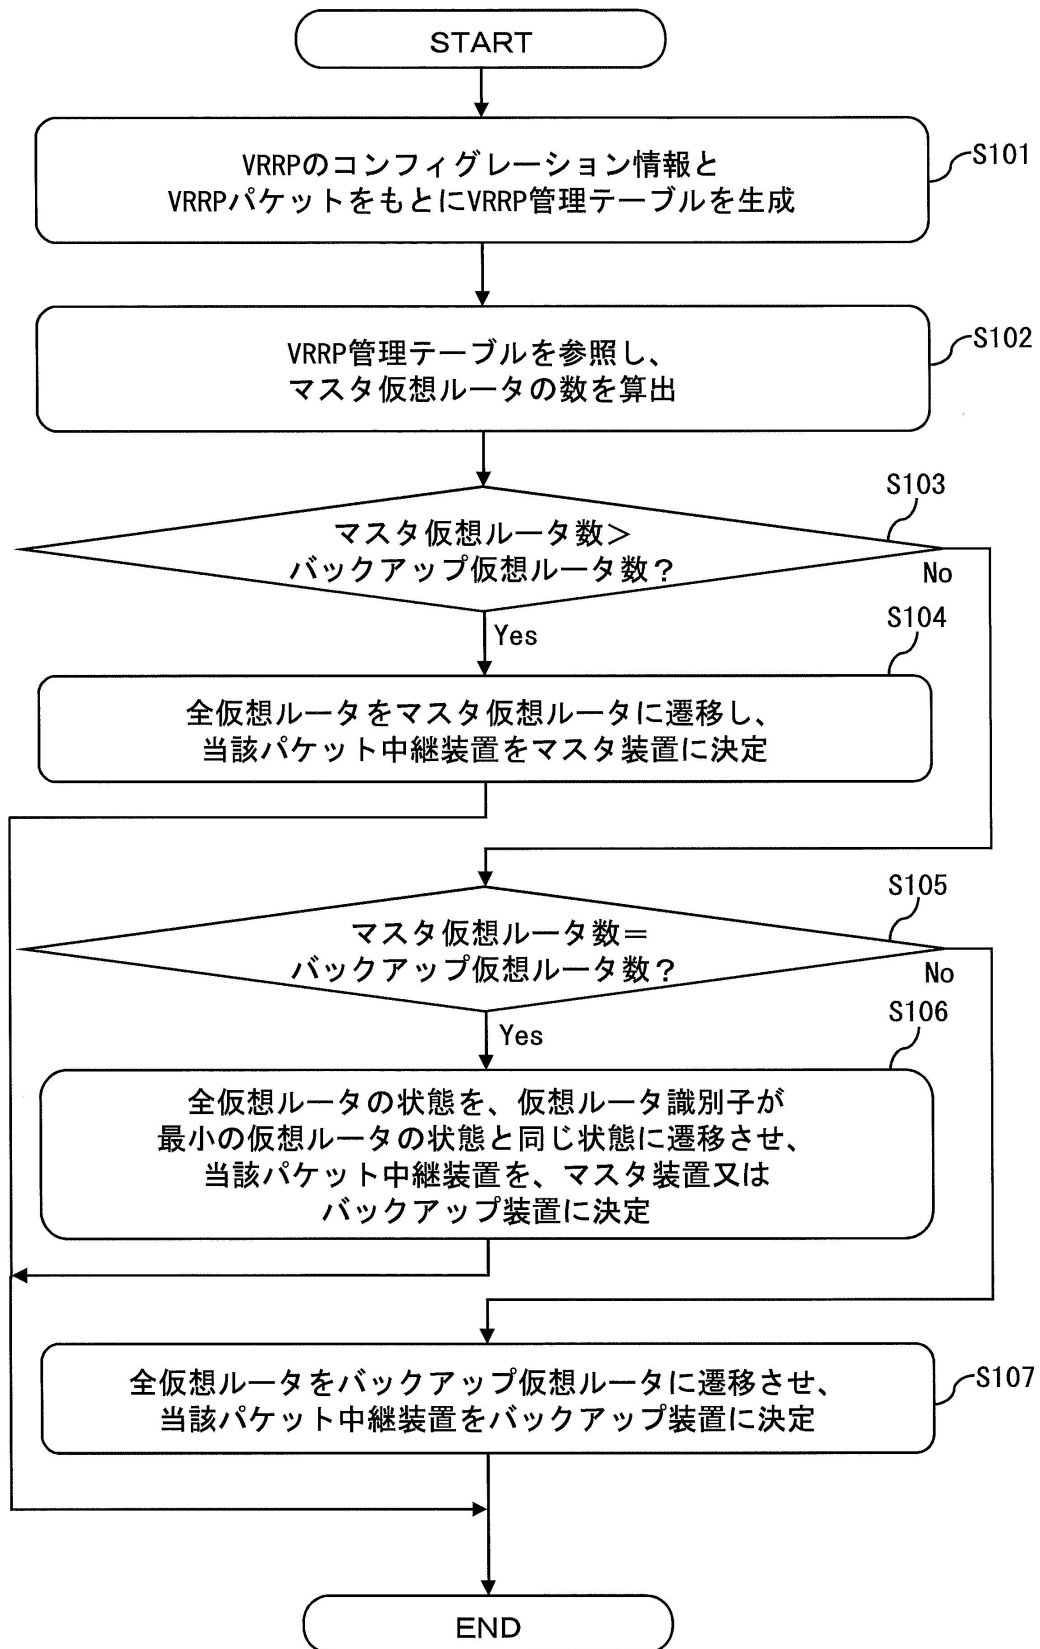 START
VRRPのコンフィグレーション情報と
VRRPパケットをもとにVRRP管理テーブルを生成
S101
VRRP管理テーブルを参照し、
マスタ仮想ルータの数を算出
S102
マスタ仮想ルータ数>
バックアップ仮想ルータ数?
S103
No
Yes
S104
全仮想ルータをマスタ仮想ルータに遷移し、
当該パケット中継装置をマスタ装置に決定
マスタ仮想ルータ数=
バックアップ仮想ルータ数?
S105
No
Yes
S106
全仮想ルータの状態を、仮想ルータ識別子が
最小の仮想ルータの状態と同じ状態に遷移させ、
当該パケット中継装置を、マスタ装置又は
バックアップ装置に決定
全仮想ルータをバックアップ仮想ルータに遷移させ、
当該パケット中継装置をバックアップ装置に決定
S107
END